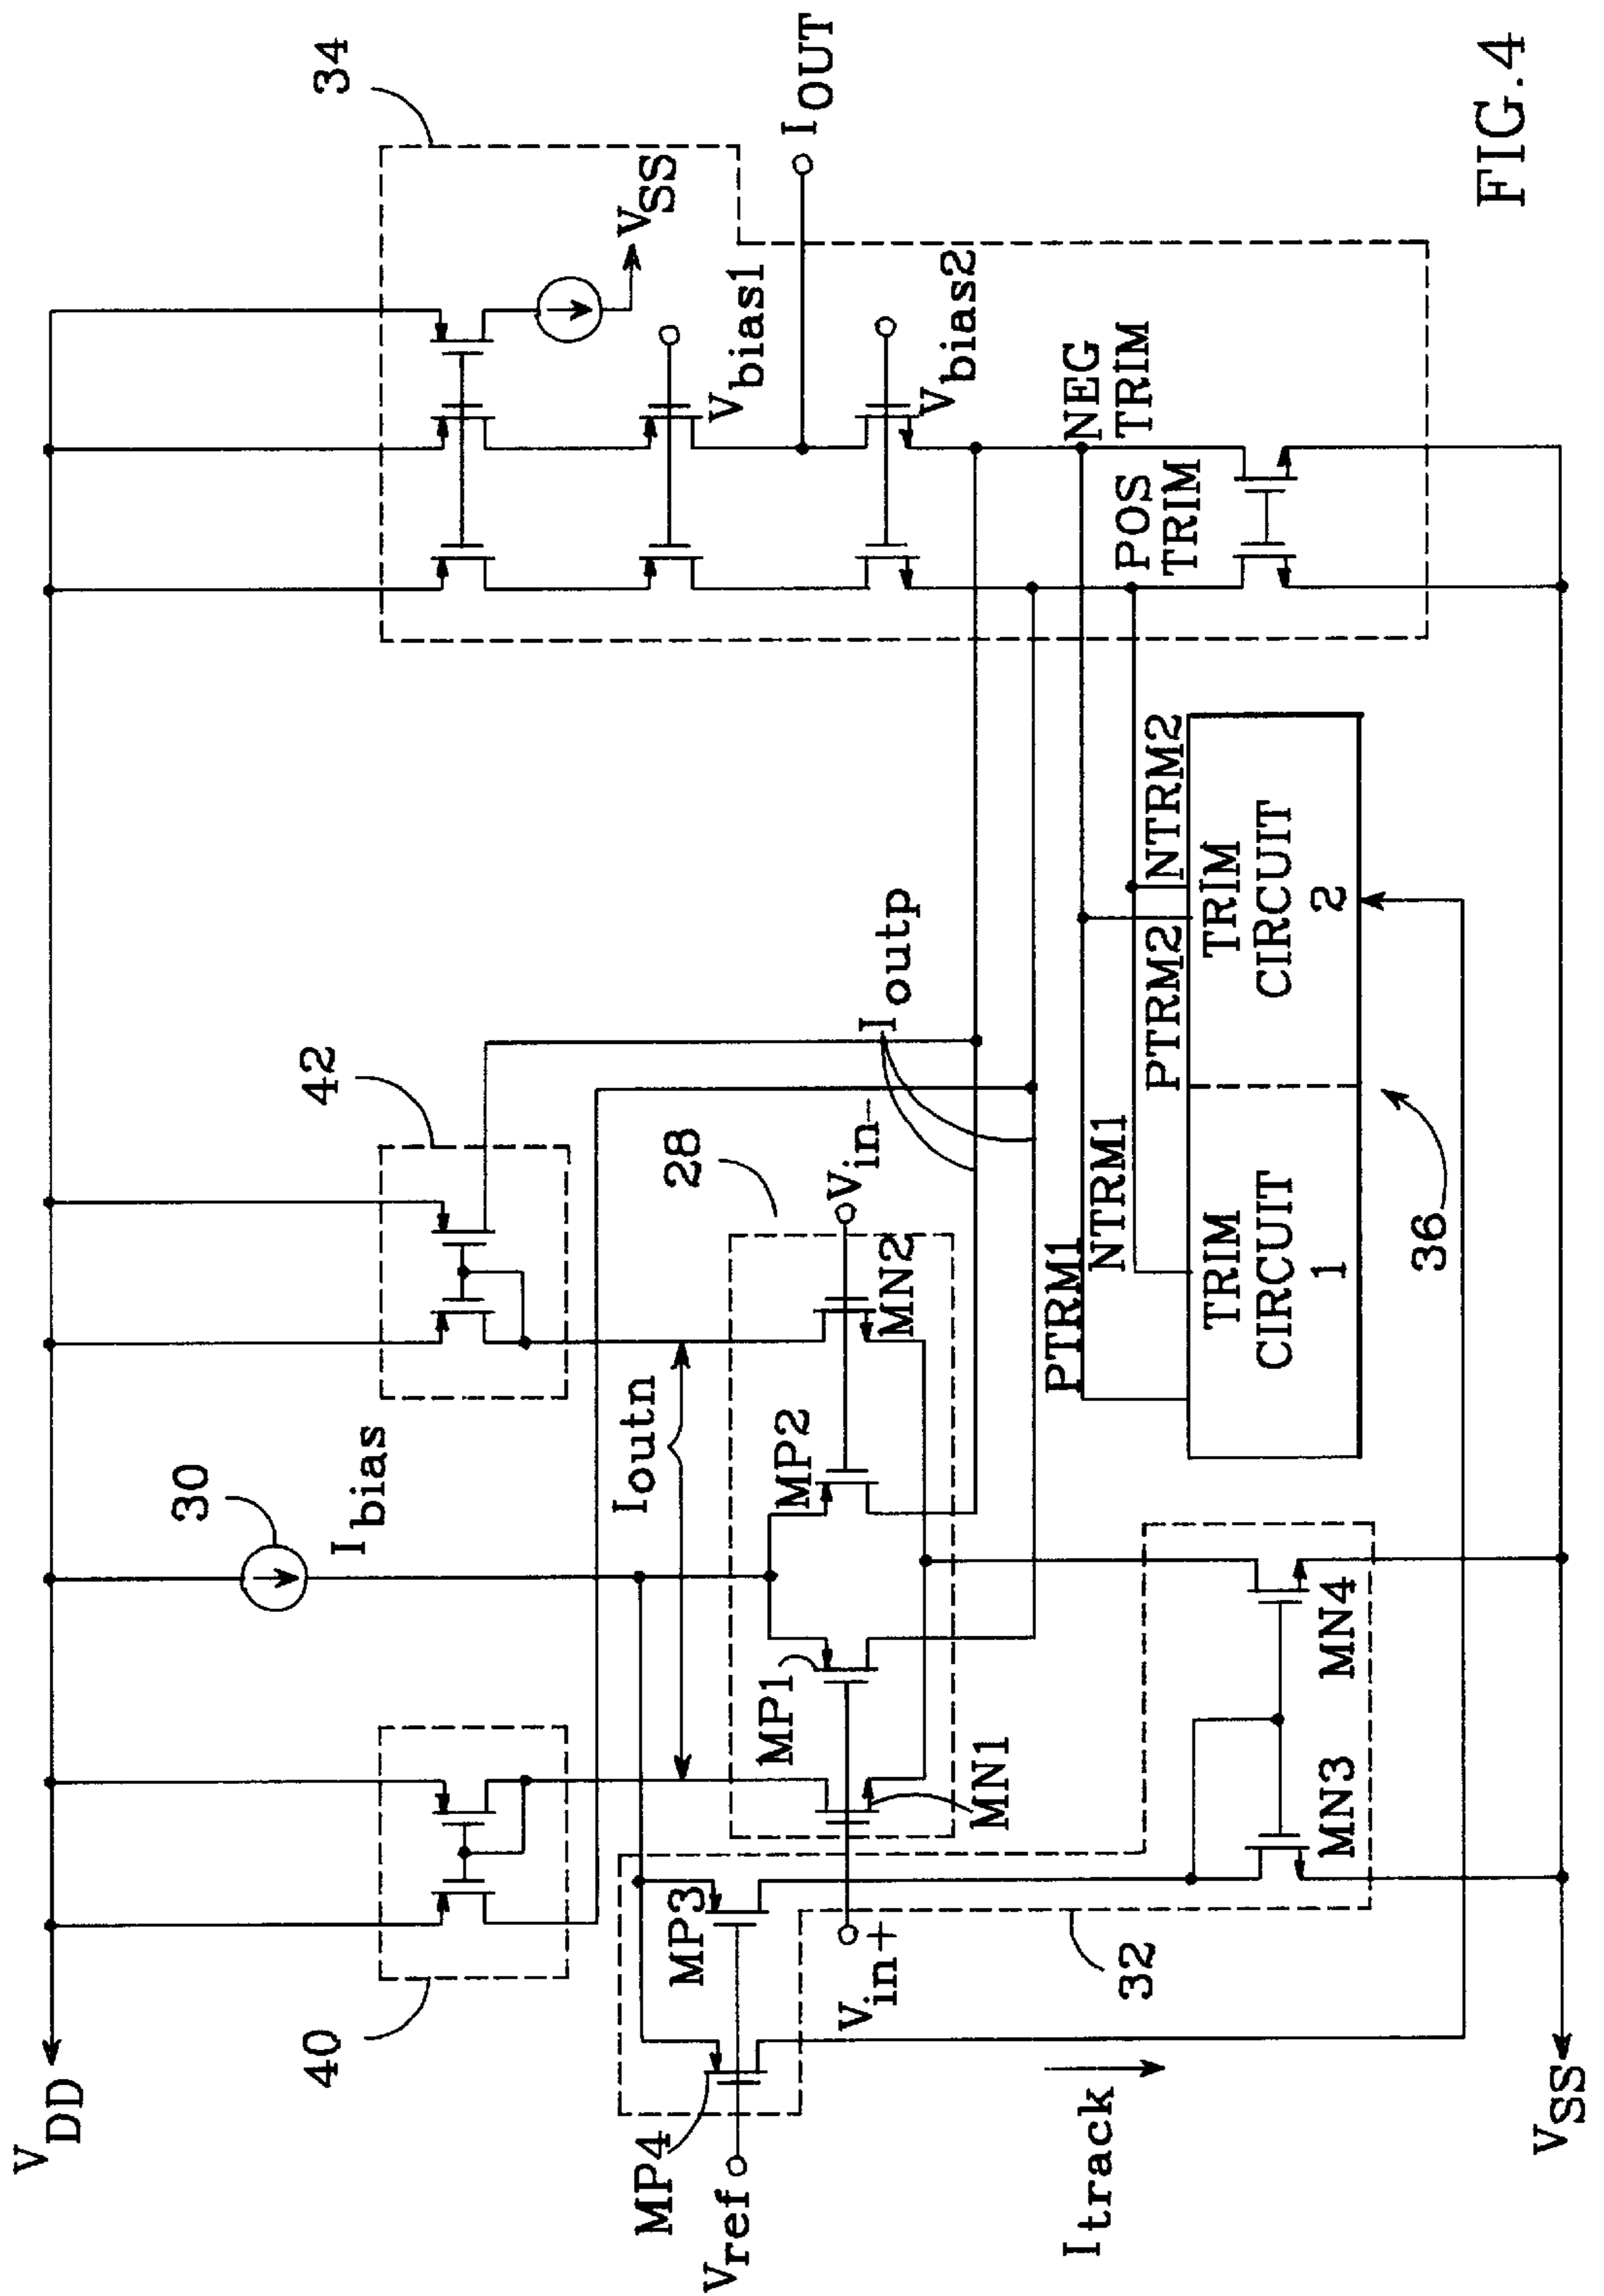 V DD
40
30
I bias
42
34
V SS
V bias1
I OUT
V bias2
NEG
TRIM
POS
TRIM
MP4
V ref
MP3
V in+
32
I outn
28
MP1
MP2
MN1
MN2
V in-
I outp
PTRM1
NTRM1
PTRM2
NTRM2
TRIM
CIRCUIT
1
TRIM
CIRCUIT
2
36
MN3
MN4
I track
V SS
FIG.4